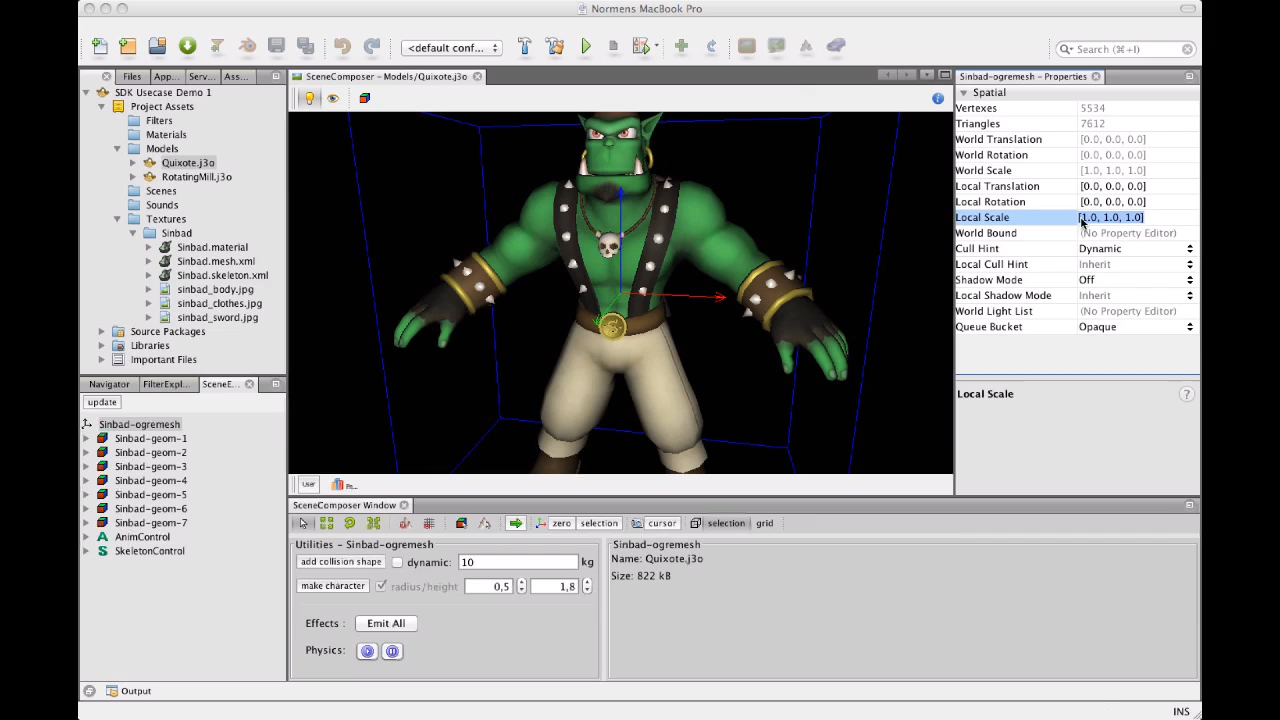 Normens MacBook Pro
<default conf...
Search (⌘+I)
Files
App...
Serv...
Ass...
SDK Usecase Demo 1
Project Assets
Filters
Materials
Models
Quixote.j3o
RotatingMill.j3o
Scenes
Sounds
Textures
Sinbad
Sinbad.material
Sinbad.mesh.xml
Sinbad.skeleton.xml
sinbad_body.jpg
sinbad_clothes.jpg
sinbad_sword.jpg
Source Packages
Libraries
Important Files
Navigator
FilterExpl...
SceneE...
update
Sinbad-ogremesh
Sinbad-geom-1
Sinbad-geom-2
Sinbad-geom-3
Sinbad-geom-4
Sinbad-geom-5
Sinbad-geom-6
Sinbad-geom-7
AnimControl
SkeletonControl
SceneComposer - Models/Quixote.j3o
User
SceneComposer Window
zero
selection
cursor
selection
grid
Utilities - Sinbad-ogremesh
add collision shape
dynamic:
10
kg
make character
radius/height
0,5
1,8
Effects :
Emit All
Physics:
Sinbad-ogremesh
Name: Quixote.j3o
Size: 822 kB
Sinbad-ogremesh - Properties
Spatial
Vertexes 5534
Triangles 7612
World Translation [0.0, 0.0, 0.0]
World Rotation [0.0, 0.0, 0.0]
World Scale [1.0, 1.0, 1.0]
Local Translation [0.0, 0.0, 0.0]
Local Rotation [0.0, 0.0, 0.0]
Local Scale [1.0, 1.0, 1.0]
World Bound (No Property Editor)
Cull Hint Dynamic
Local Cull Hint Inherit
Shadow Mode Off
Local Shadow Mode Inherit
World Light List (No Property Editor)
Queue Bucket Opaque
Local Scale
?
Output
INS